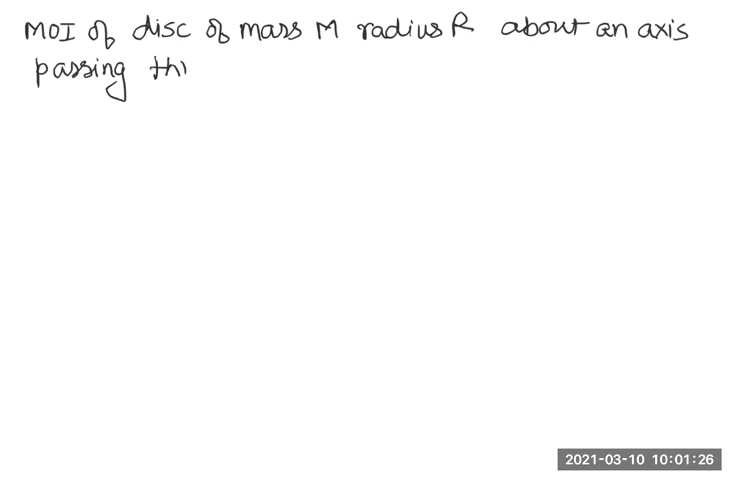 MOI of disc of mass M radius R about an axis
passing
2021-03-10 10:01:26